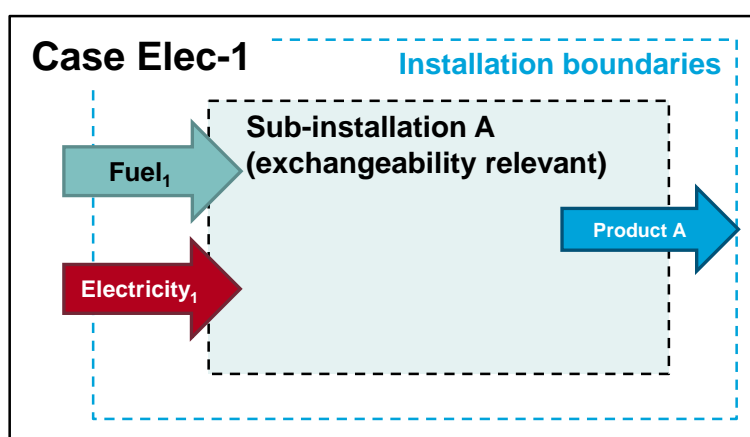 Case Elec-1
Installation boundaries
Sub-installation A
(exchangeability relevant)
Fuel₁
Product A
Electricity₁